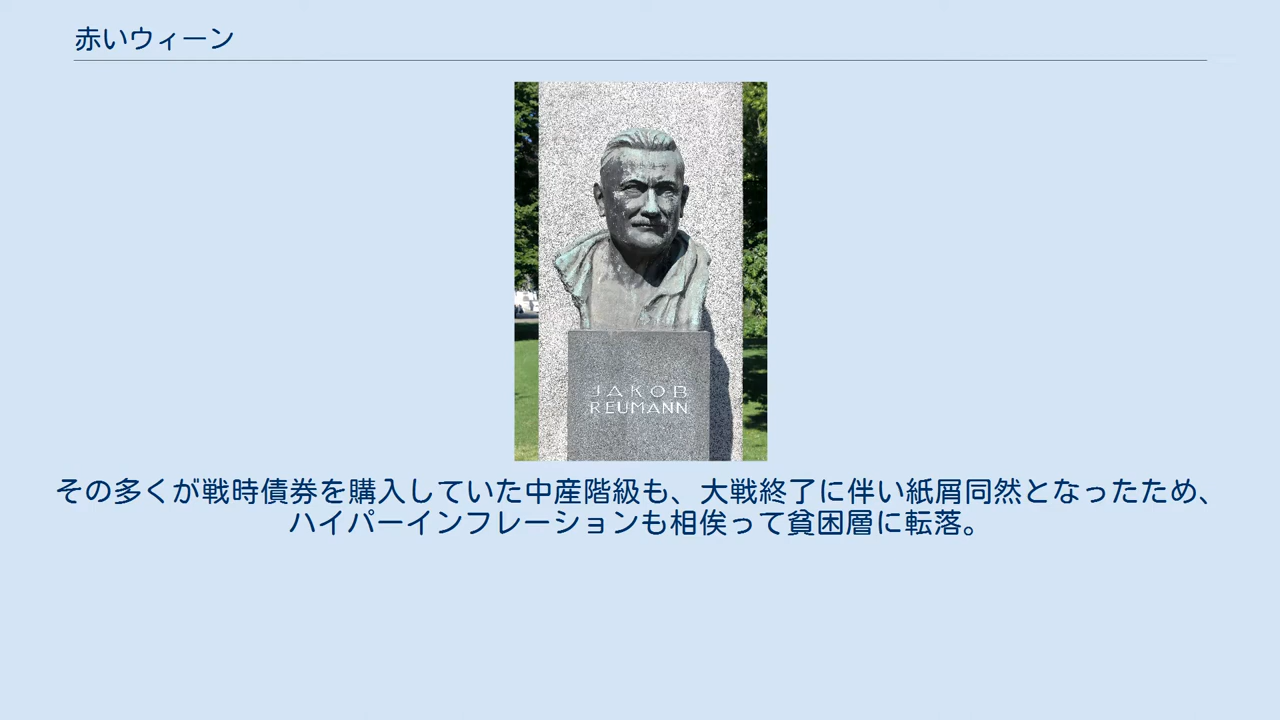 赤いウィーン
JAKOB
REUMANN
その多くが戦時債券を購入していた中産階級も、大戦終了に伴い紙屑同然となったため、
ハイパーインフレーションも相俟って貧困層に転落。